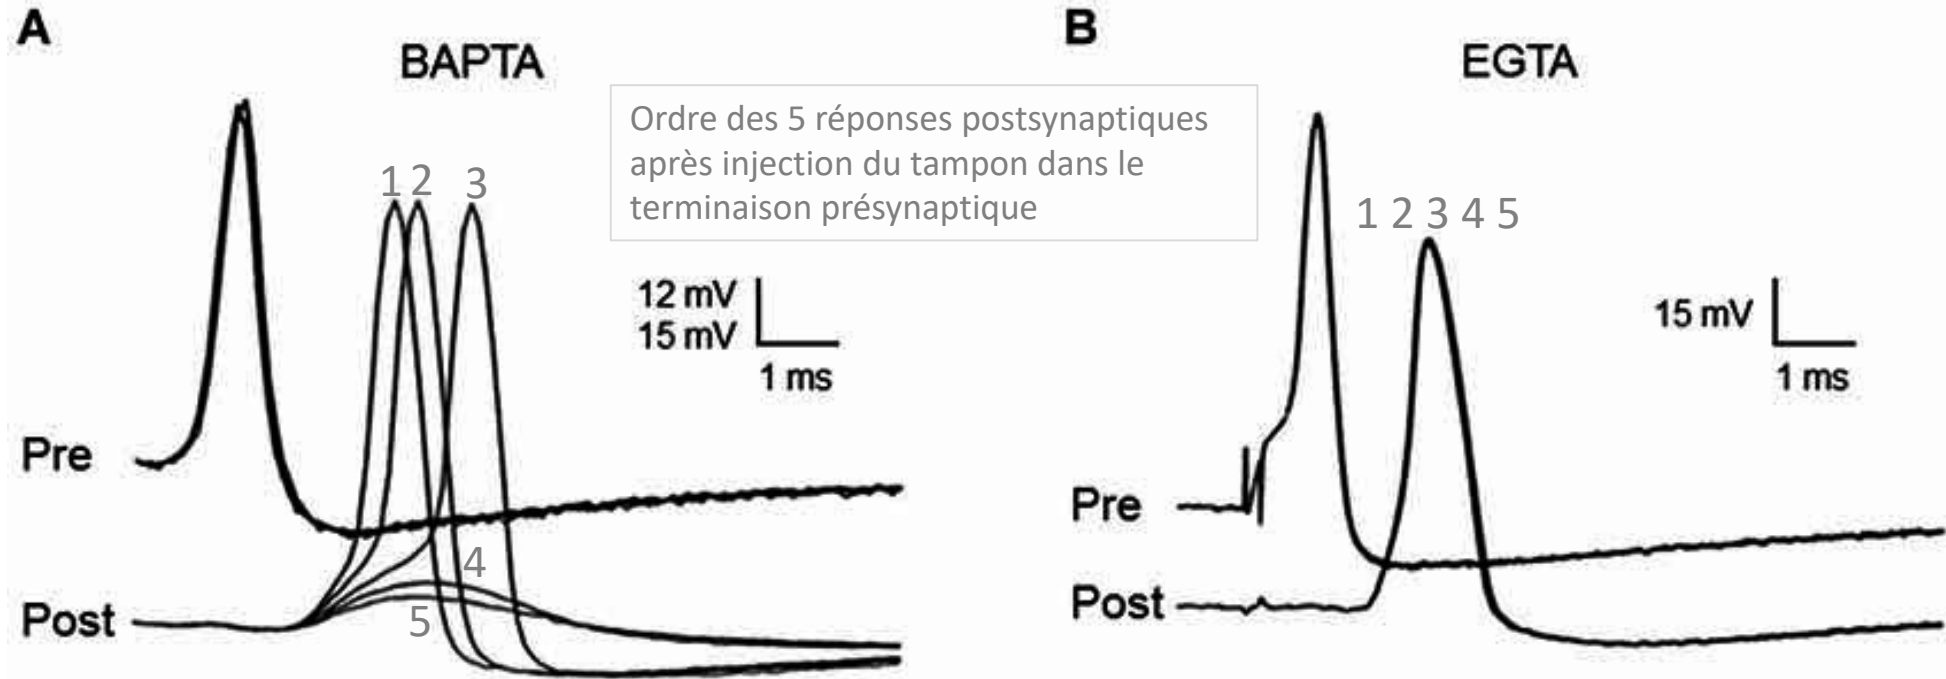 A
BAPTA
Ordre des 5 réponses postsynaptiques
après injection du tampon dans le
terminaison présynaptique
1 2 3
12 mV
15 mV
1 ms
Pre
4
5
Post
B
EGTA
1 2 3 4 5
15 mV
1 ms
Pre
Post